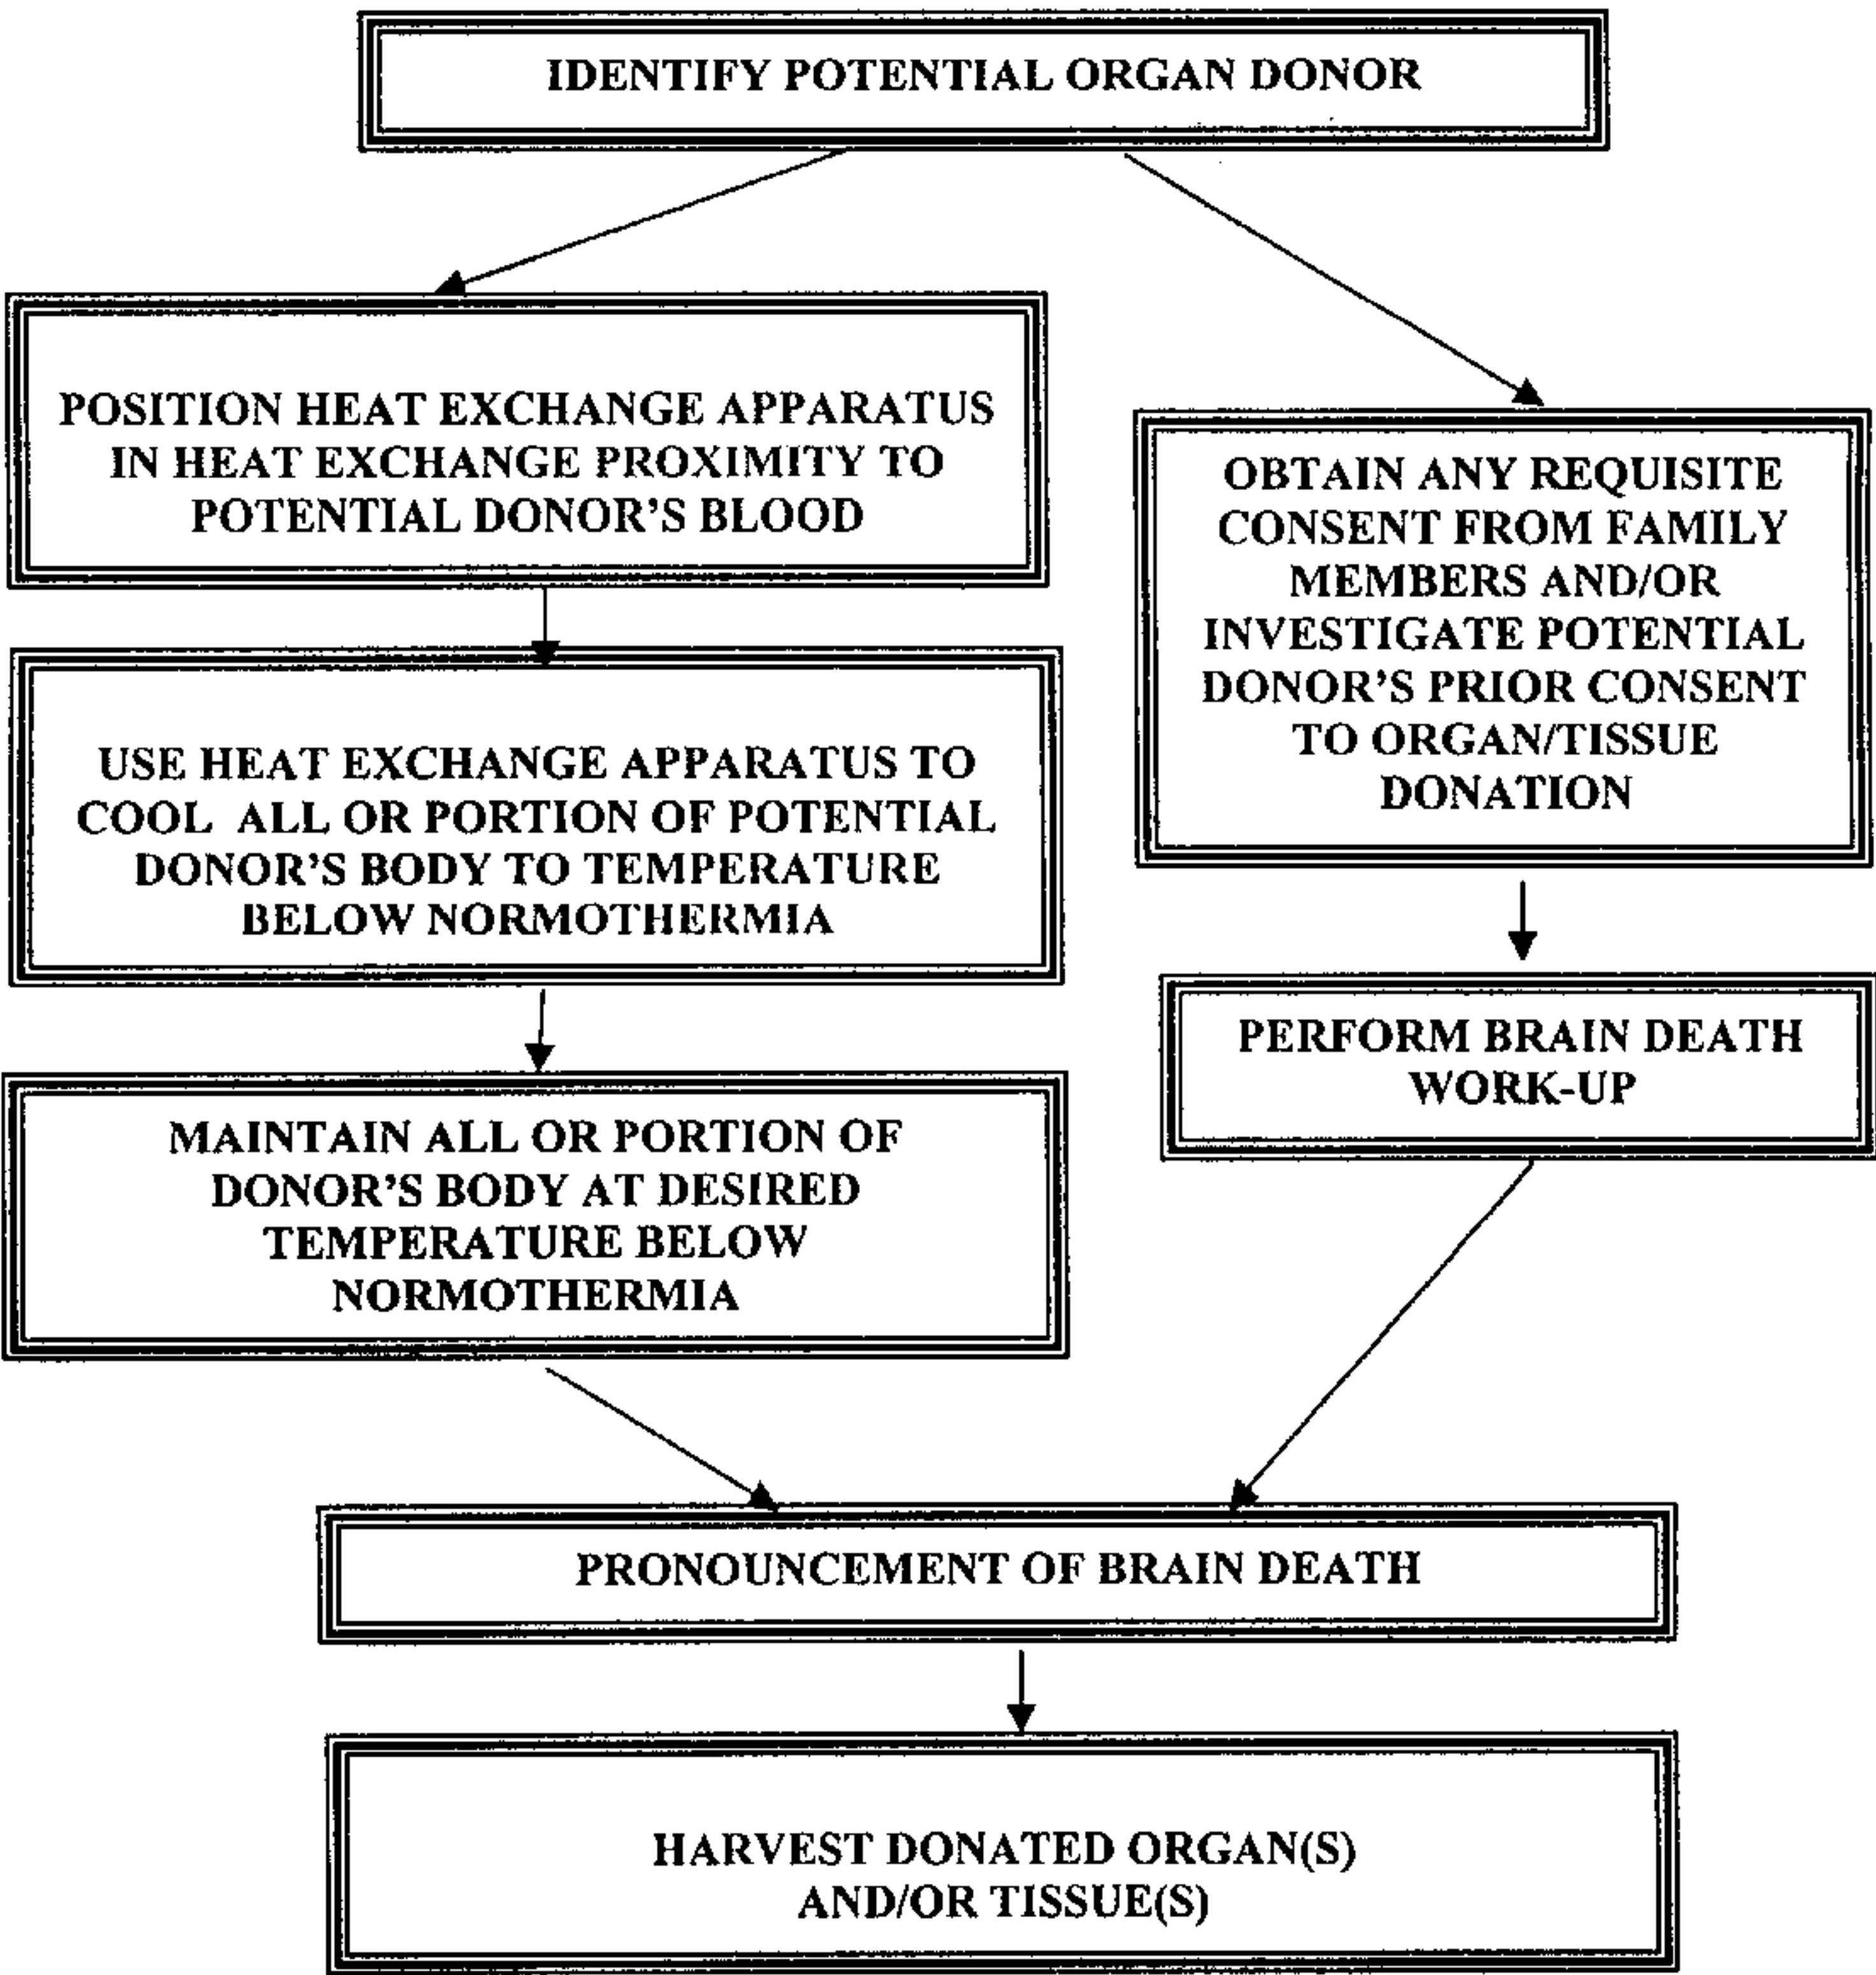 IDENTIFY POTENTIAL ORGAN DONOR
POSITION HEAT EXCHANGE APPARATUS
IN HEAT EXCHANGE PROXIMITY TO
POTENTIAL DONOR'S BLOOD
USE HEAT EXCHANGE APPARATUS TO
COOL ALL OR PORTION OF POTENTIAL
DONOR'S BODY TO TEMPERATURE
BELOW NORMOTHERMIA
MAINTAIN ALL OR PORTION OF
DONOR'S BODY AT DESIRED
TEMPERATURE BELOW
NORMOTHERMIA
OBTAIN ANY REQUISITE
CONSENT FROM FAMILY
MEMBERS AND/OR
INVESTIGATE POTENTIAL
DONOR'S PRIOR CONSENT
TO ORGAN/TISSUE
DONATION
PERFORM BRAIN DEATH
WORK-UP
PRONOUNCEMENT OF BRAIN DEATH
HARVEST DONATED ORGAN(S)
AND/OR TISSUE(S)